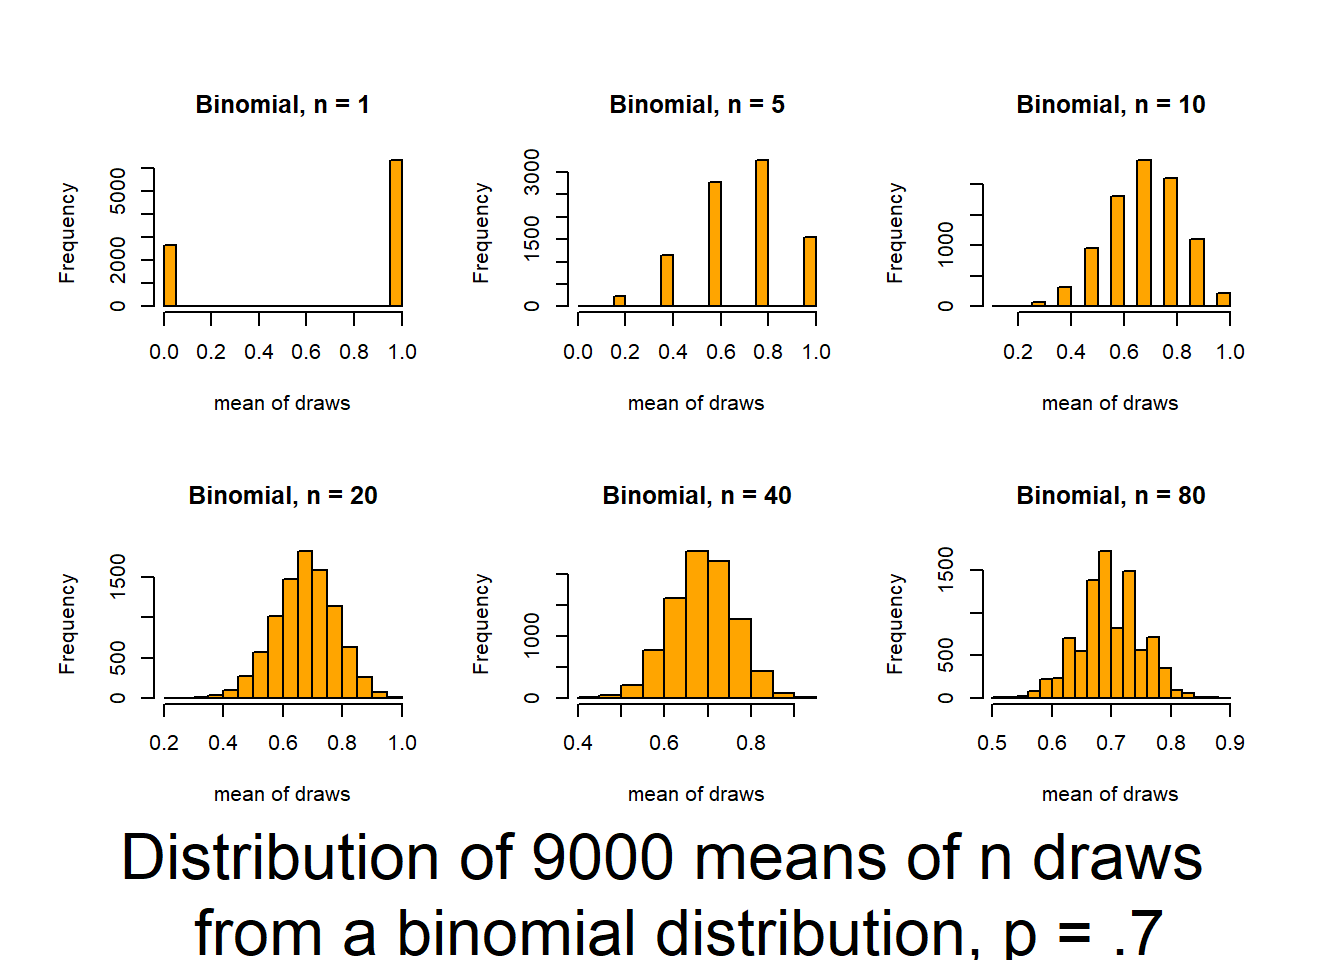 Binomial, n = 1
Frequency
0 2000 5000
0.0 0.2 0.4 0.6 0.8 1.0
mean of draws
Binomial, n = 5
Frequency
0 1500 3000
0.0 0.2 0.4 0.6 0.8 1.0
mean of draws
Binomial, n = 10
Frequency
0 1000
0.2 0.4 0.6 0.8 1.0
mean of draws
Binomial, n = 20
Frequency
0 500 1500
0.2 0.4 0.6 0.8 1.0
mean of draws
Binomial, n = 40
Frequency
0 1000
0.4 0.6 0.8
mean of draws
Binomial, n = 80
Frequency
0 500 1500
0.5 0.6 0.7 0.8 0.9
mean of draws
Distribution of 9000 means of n draws
from a binomial distribution, p = .7